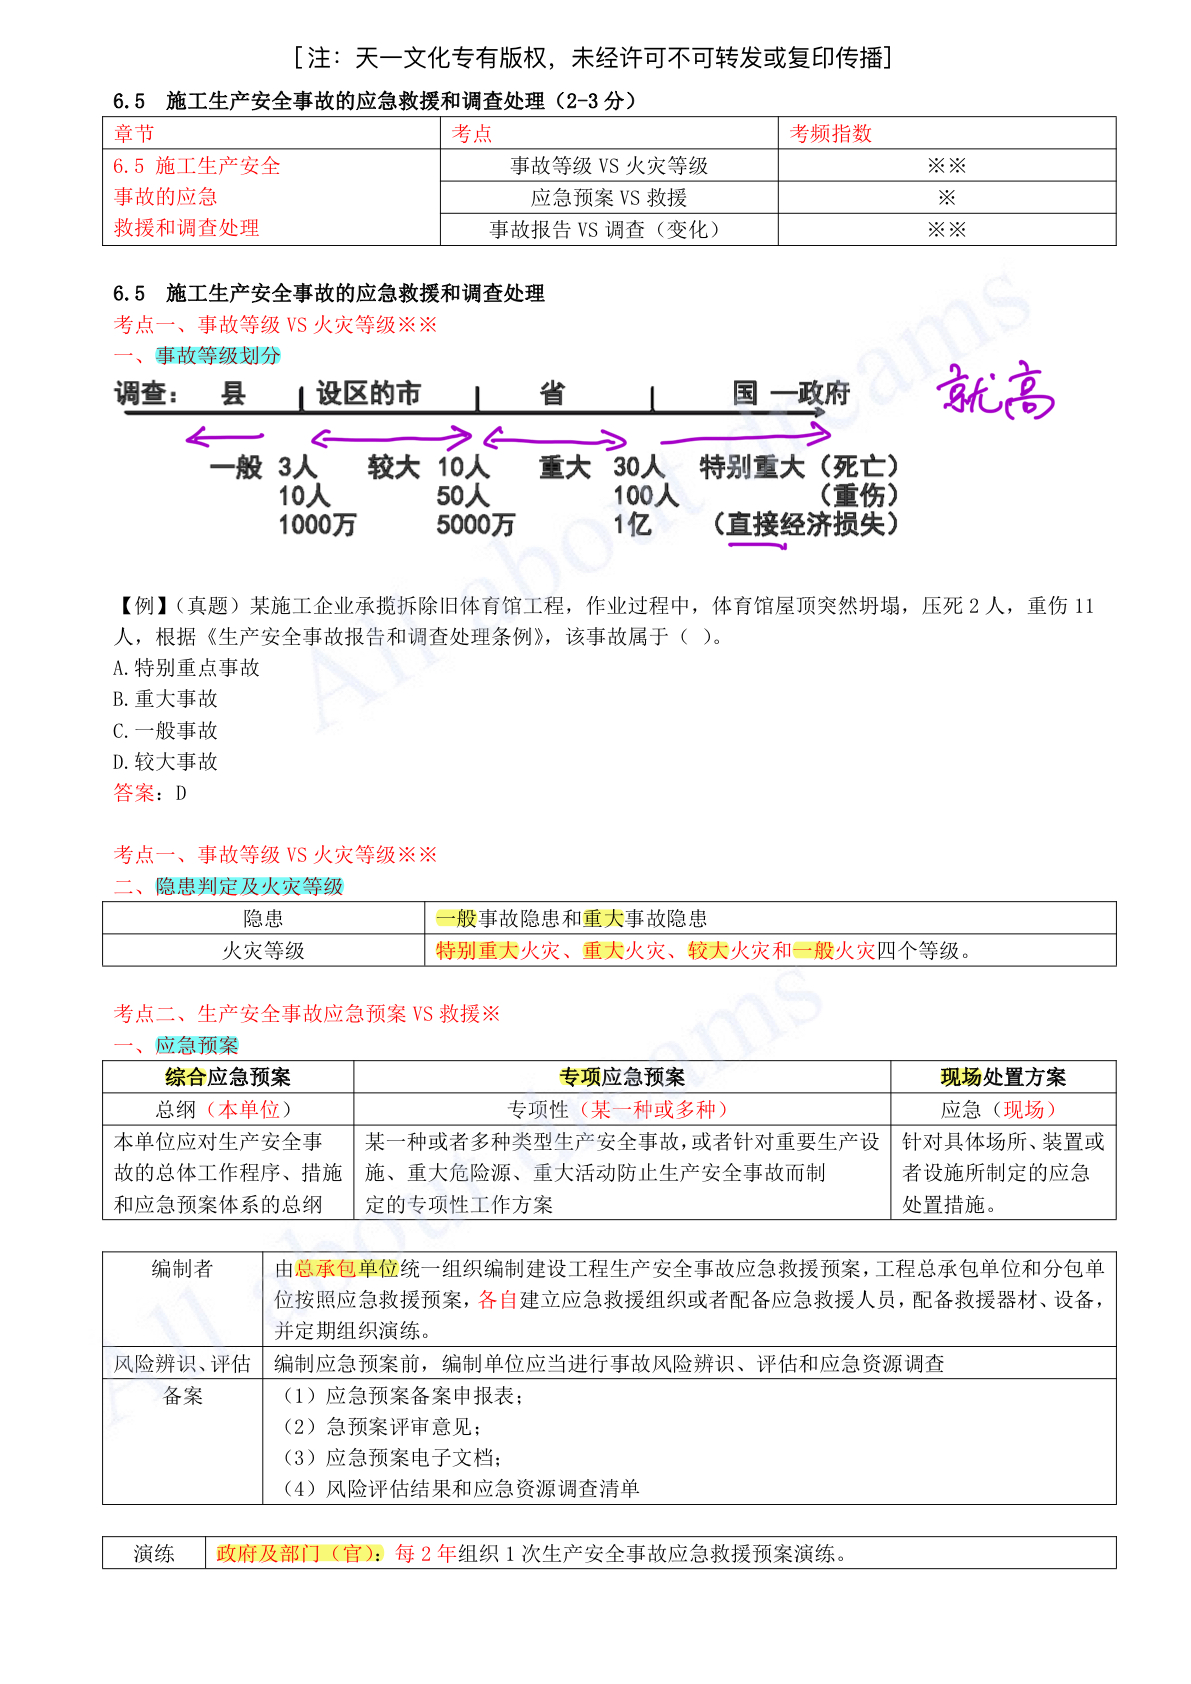 [注：天一文化专有版权，未经许可不可转发或复印传播]
6.5 施工生产安全事故的应急救援和调查处理（2-3 分）
章节 考点 考频指数
6.5 施工生产安全 事故等级 VS 火灾等级 ※※
事故的应急 应急预案 VS 救援 ※
救援和调查处理 事故报告 VS 调查（变化） ※※
6.5 施工生产安全事故的应急救援和调查处理
考点一、事故等级 VS 火灾等级※※
一、事故等级划分
调查： 县 设区的市 省 国 —政府
就高
一般 3人 较大 10人 重大 30人 特别重大（死亡）
10人 50人 100人 （重伤）
1000万 5000万 1亿 （直接经济损失）
【例】（真题）某施工企业承揽拆除旧体育馆工程，作业过程中，体育馆屋顶突然坍塌，压死 2 人，重伤 11
人，根据《生产安全事故报告和调查处理条例》，该事故属于（ ）。
A.特别重点事故
B.重大事故
C.一般事故
D.较大事故
答案：D
考点一、事故等级 VS 火灾等级※※
二、隐患判定及火灾等级
隐患 一般事故隐患和重大事故隐患
火灾等级 特别重大火灾、重大火灾、较大火灾和一般火灾四个等级。
考点二、生产安全事故应急预案 VS 救援※
一、应急预案
综合应急预案 专项应急预案 现场处置方案
总纲（本单位） 专项性（某一种或多种） 应急（现场）
本单位应对生产安全事 某一种或者多种类型生产安全事故，或者针对重要生产设 针对具体场所、装置或
故的总体工作程序、措施 施、重大危险源、重大活动防止生产安全事故而制 者设施所制定的应急
和应急预案体系的总纲 定的专项性工作方案 处置措施。
编制者 由总承包单位统一组织编制建设工程生产安全事故应急救援预案，工程总承包单位和分包单
位按照应急救援预案，各自建立应急救援组织或者配备应急救援人员，配备救援器材、设备，
并定期组织演练。
风险辨识、评估 编制应急预案前，编制单位应当进行事故风险辨识、评估和应急资源调查
备案 （1）应急预案备案申报表；
（2）急预案评审意见；
（3）应急预案电子文档；
（4）风险评估结果和应急资源调查清单
演练 政府及部门（官）：每 2 年组织 1 次生产安全事故应急救援预案演练。
All about dreams
All about dreams